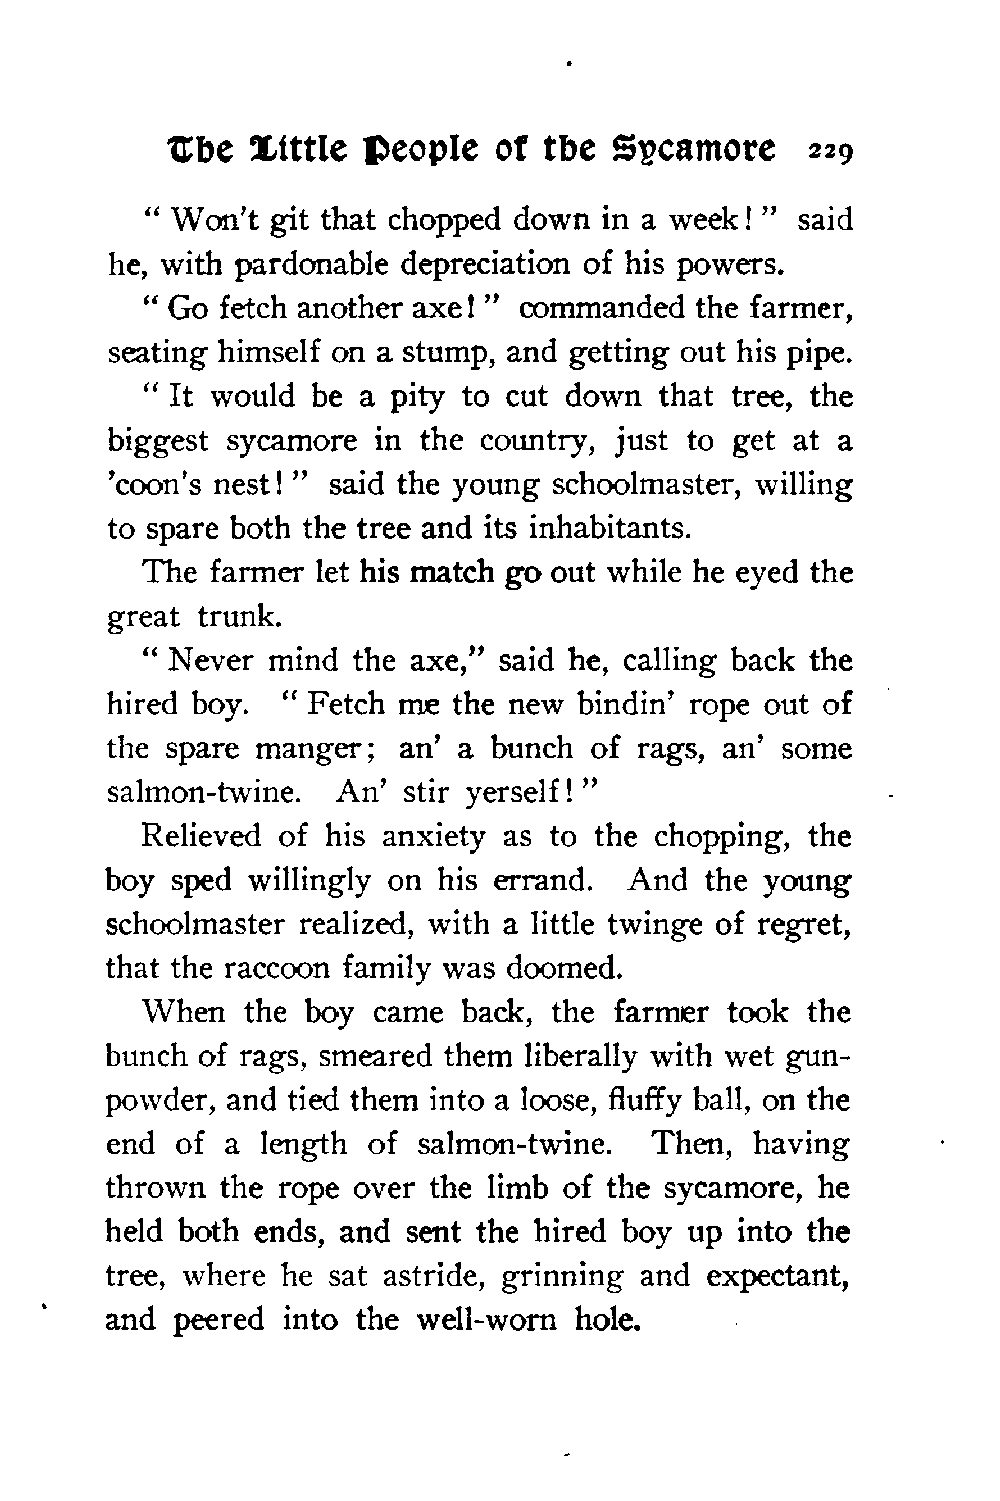 The Little People of the Sycamore 229
" Won't git that chopped down in a week! " said
he, with pardonable depreciation of his powers.
" Go fetch another axe! " commanded the farmer,
seating himself on a stump, and getting out his pipe.
" It would be a pity to cut down that tree, the
biggest sycamore in the country, just to get at a
'coon's nest! " said the young schoolmaster, willing
to spare both the tree and its inhabitants.
The farmer let his match go out while he eyed the
great trunk.
" Never mind the axe," said he, calling back the
hired boy. " Fetch me the new bindin' rope out of
the spare manger; an' a bunch of rags, an' some
salmon-twine. An' stir yerself! "
Relieved of his anxiety as to the chopping, the
boy sped willingly on his errand. And the young
schoolmaster realized, with a little twinge of regret,
that the raccoon family was doomed.
When the boy came back, the farmer took the
bunch of rags, smeared them liberally with wet gun-
powder, and tied them into a loose, fluffy ball, on the
end of a length of salmon-twine. Then, having
thrown the rope over the limb of the sycamore, he
held both ends, and sent the hired boy up into the
tree, where he sat astride, grinning and expectant,
and peered into the well-worn hole.